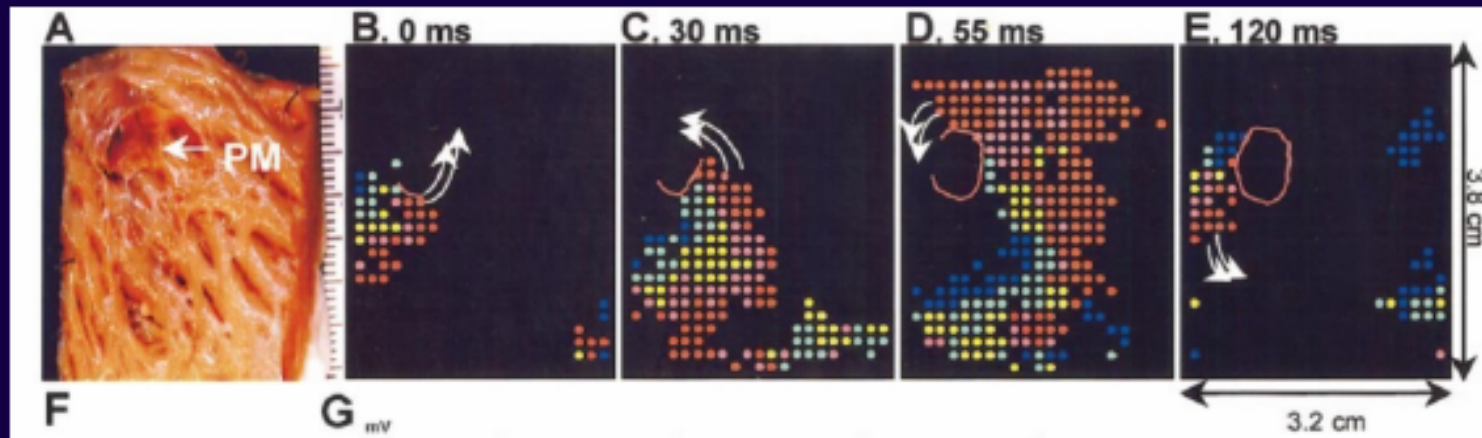 A
B. 0 ms
C. 30 ms
D. 55 ms
E. 120 ms
PM
3.8 cm
3.2 cm
F
G mV